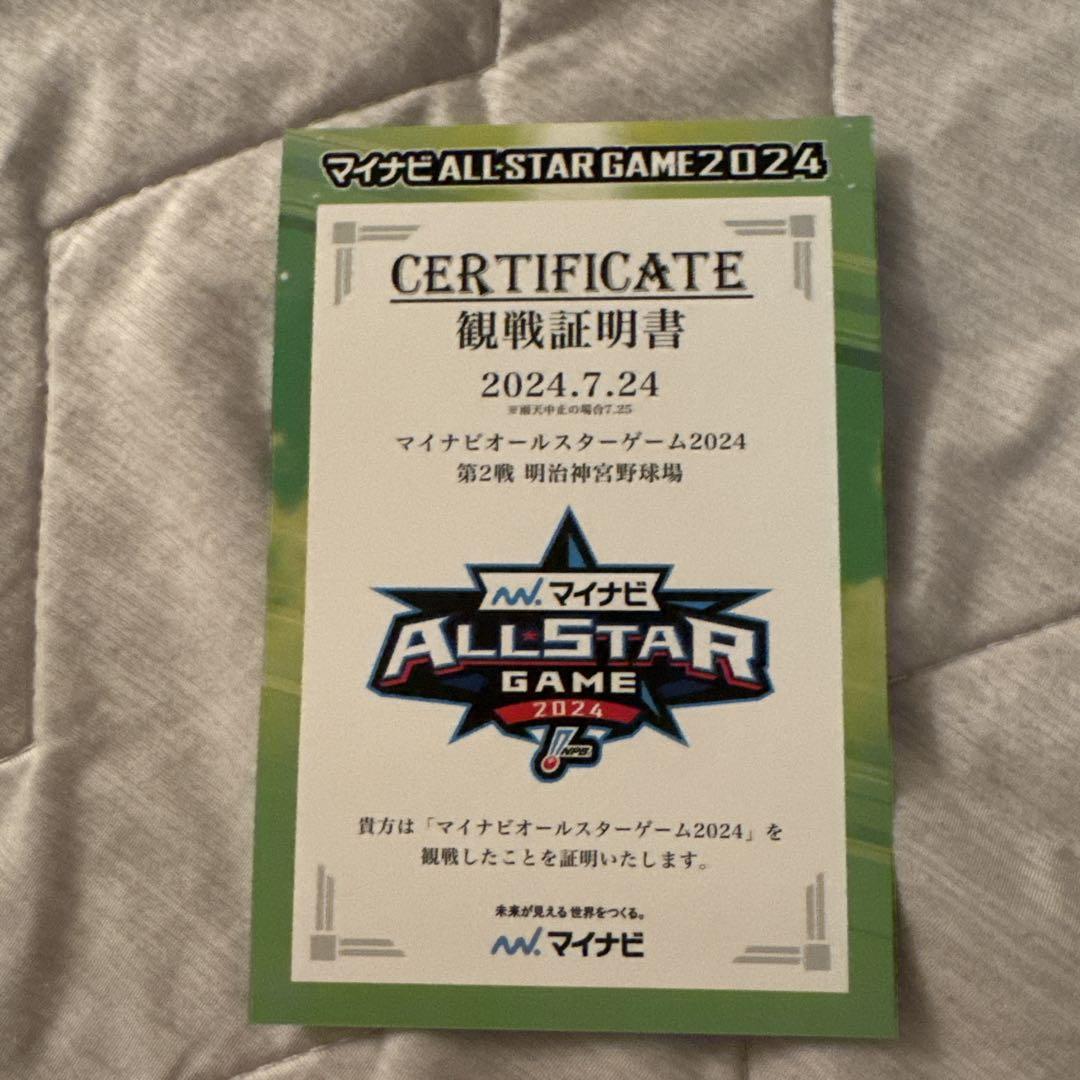 マイナビ ALL★STAR GAME 2024
CERTIFICATE
観戦証明書
2024.7.24
※雨天中止の場合7.25
マイナビオールスターゲーム2024
第2戦 明治神宮野球場
マイナビ
ALL★STAR
GAME
2024
NPB
貴方は「マイナビオールスターゲーム2024」を
観戦したことを証明いたします。
未来が見える世界をつくる。
マイナビ